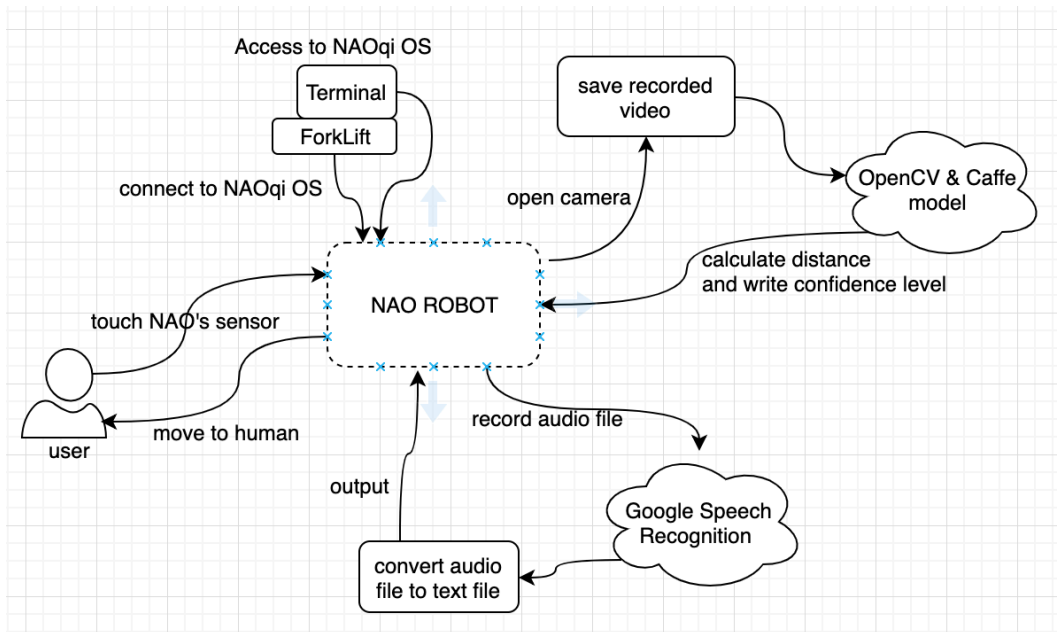 Access to NAOqi OS
Terminal
ForkLift
connect to NAOqi OS
save recorded
video
open camera
OpenCV & Caffe
model
calculate distance
and write confidence level
NAO ROBOT
touch NAO's sensor
user
move to human
record audio file
output
Google Speech
Recognition
convert audio
file to text file